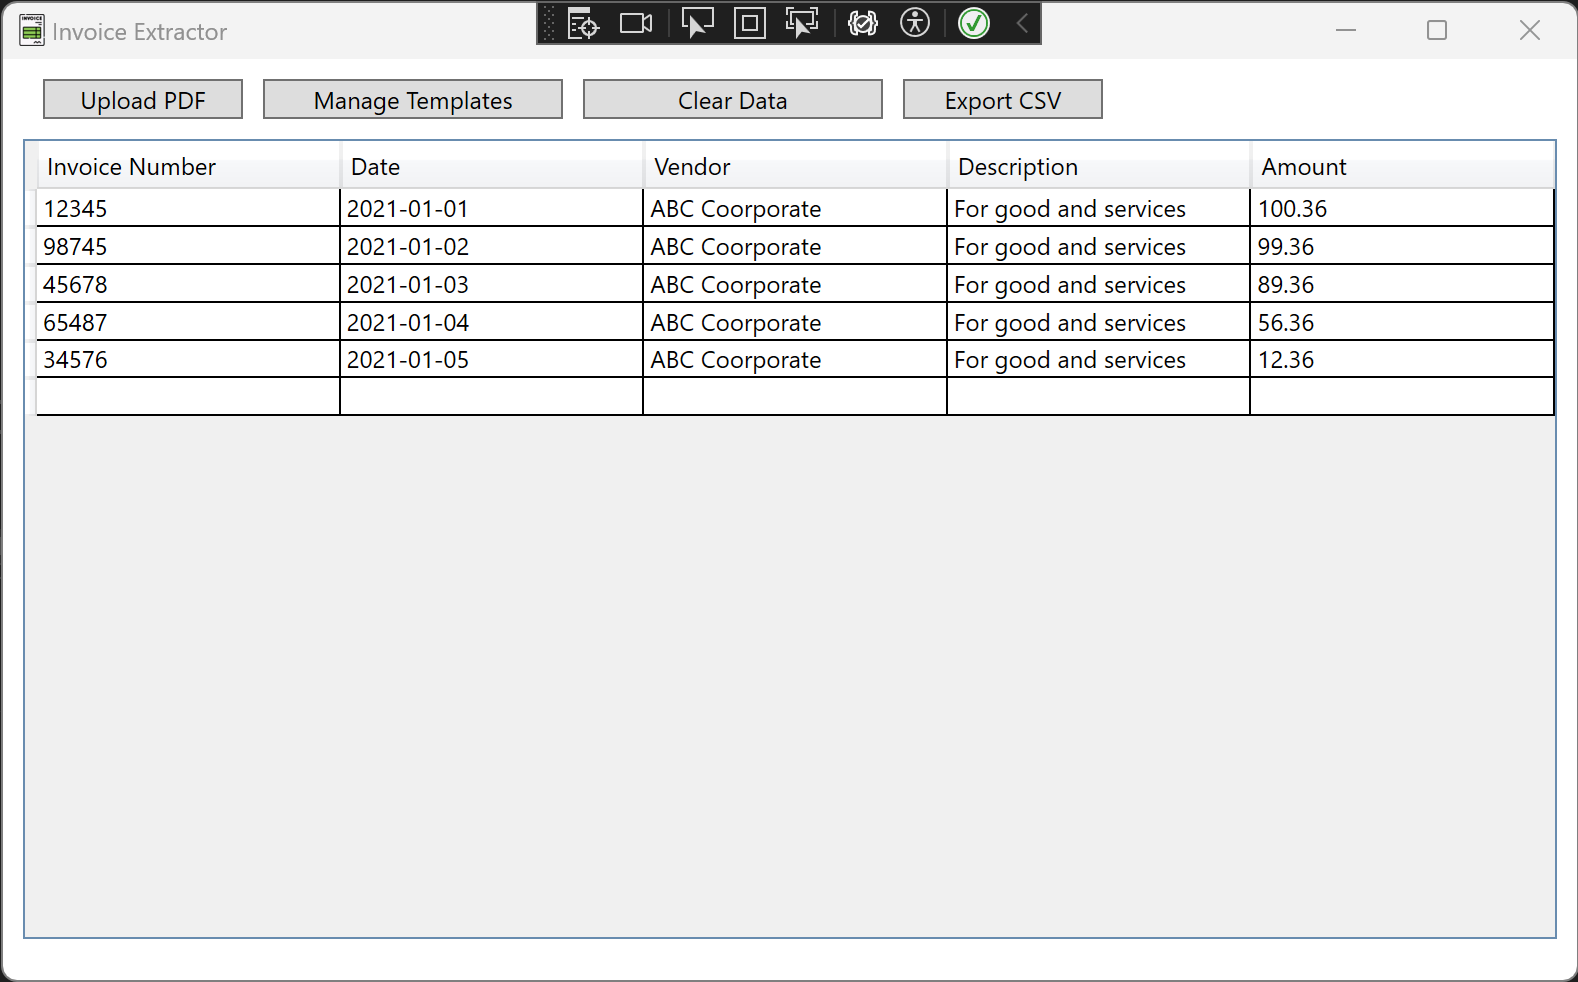 Invoice Extractor
Upload PDF Manage Templates Clear Data Export CSV
Invoice Number Date Vendor Description Amount
12345 2021-01-01 ABC Coorporate For good and services 100.36
98745 2021-01-02 ABC Coorporate For good and services 99.36
45678 2021-01-03 ABC Coorporate For good and services 89.36
65487 2021-01-04 ABC Coorporate For good and services 56.36
34576 2021-01-05 ABC Coorporate For good and services 12.36